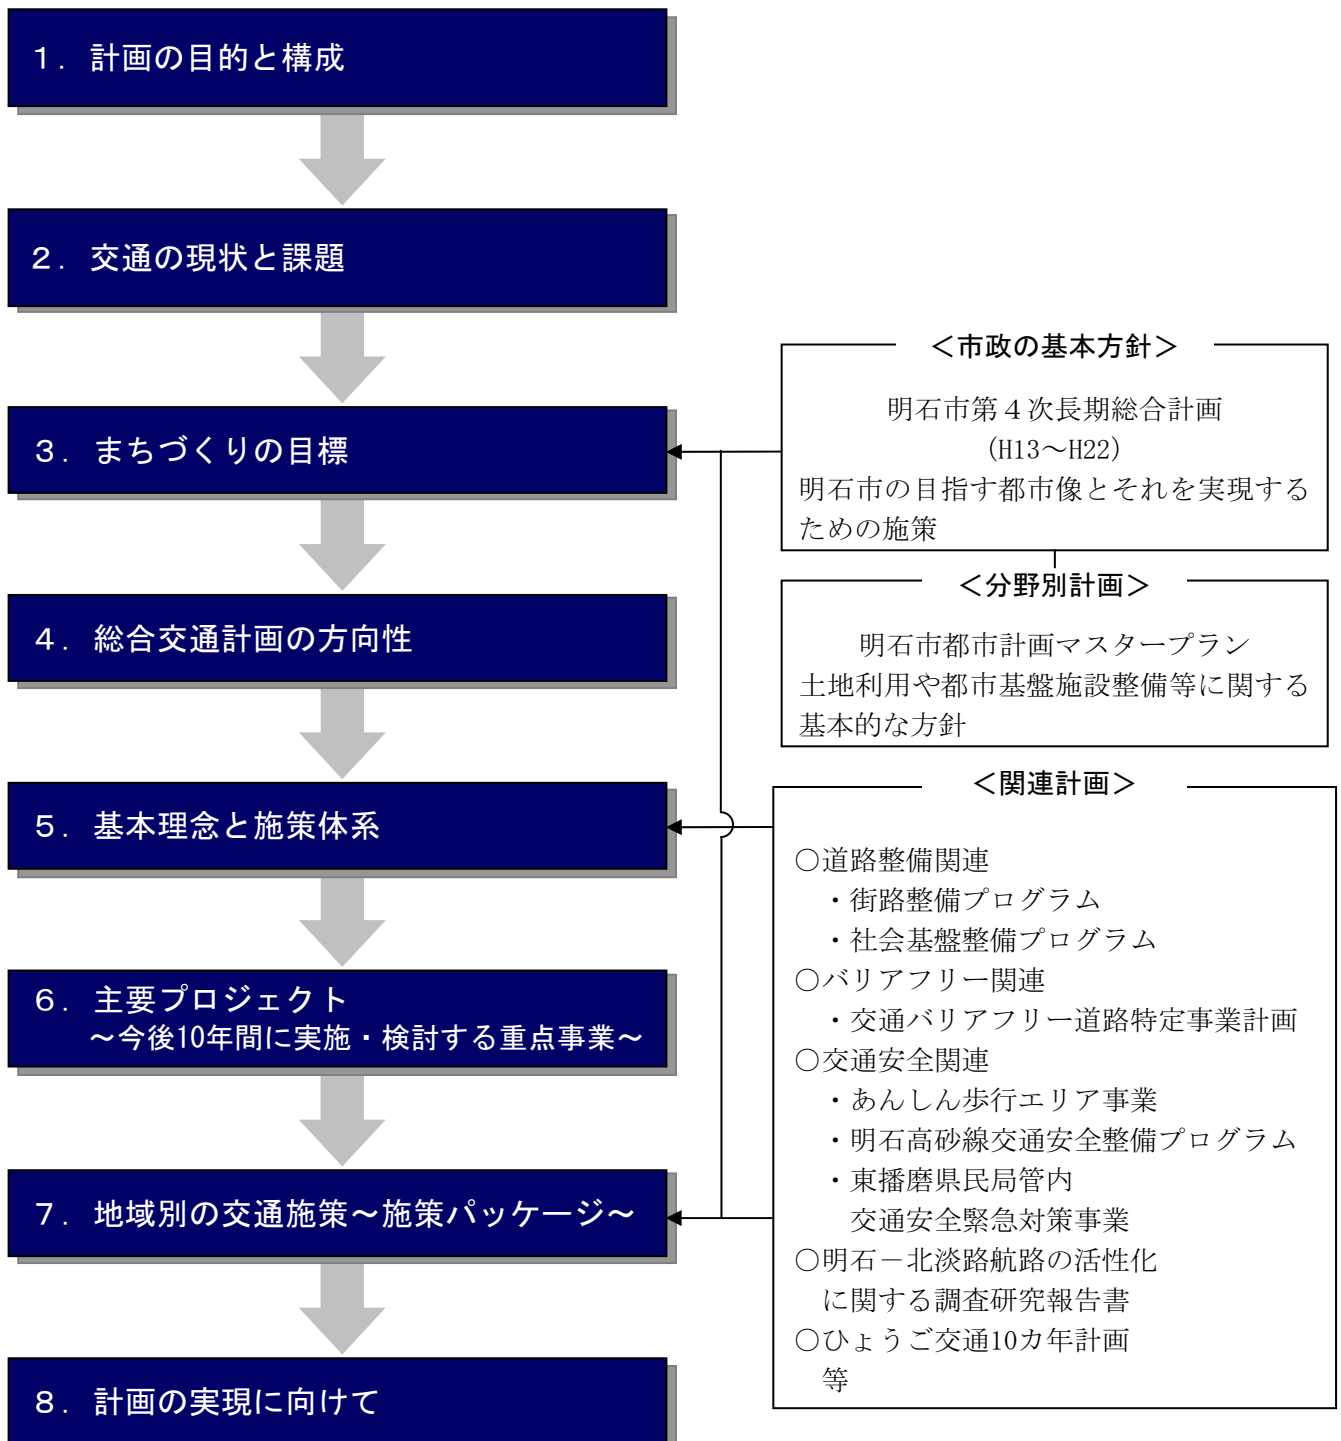 １．計画の目的と構成
２．交通の現状と課題
３．まちづくりの目標
４．総合交通計画の方向性
５．基本理念と施策体系
６．主要プロジェクト
～今後10年間に実施・検討する重点事業～
７．地域別の交通施策～施策パッケージ～
８．計画の実現に向けて
＜市政の基本方針＞
明石市第４次長期総合計画
(H13～H22)
明石市の目指す都市像とそれを実現する
ための施策
＜分野別計画＞
明石市都市計画マスタープラン
土地利用や都市基盤施設整備等に関する
基本的な方針
＜関連計画＞
○道路整備関連
・街路整備プログラム
・社会基盤整備プログラム
○バリアフリー関連
・交通バリアフリー道路特定事業計画
○交通安全関連
・あんしん歩行エリア事業
・明石高砂線交通安全整備プログラム
・東播磨県民局管内
交通安全緊急対策事業
○明石－北淡路航路の活性化
に関する調査研究報告書
○ひょうご交通10カ年計画
等